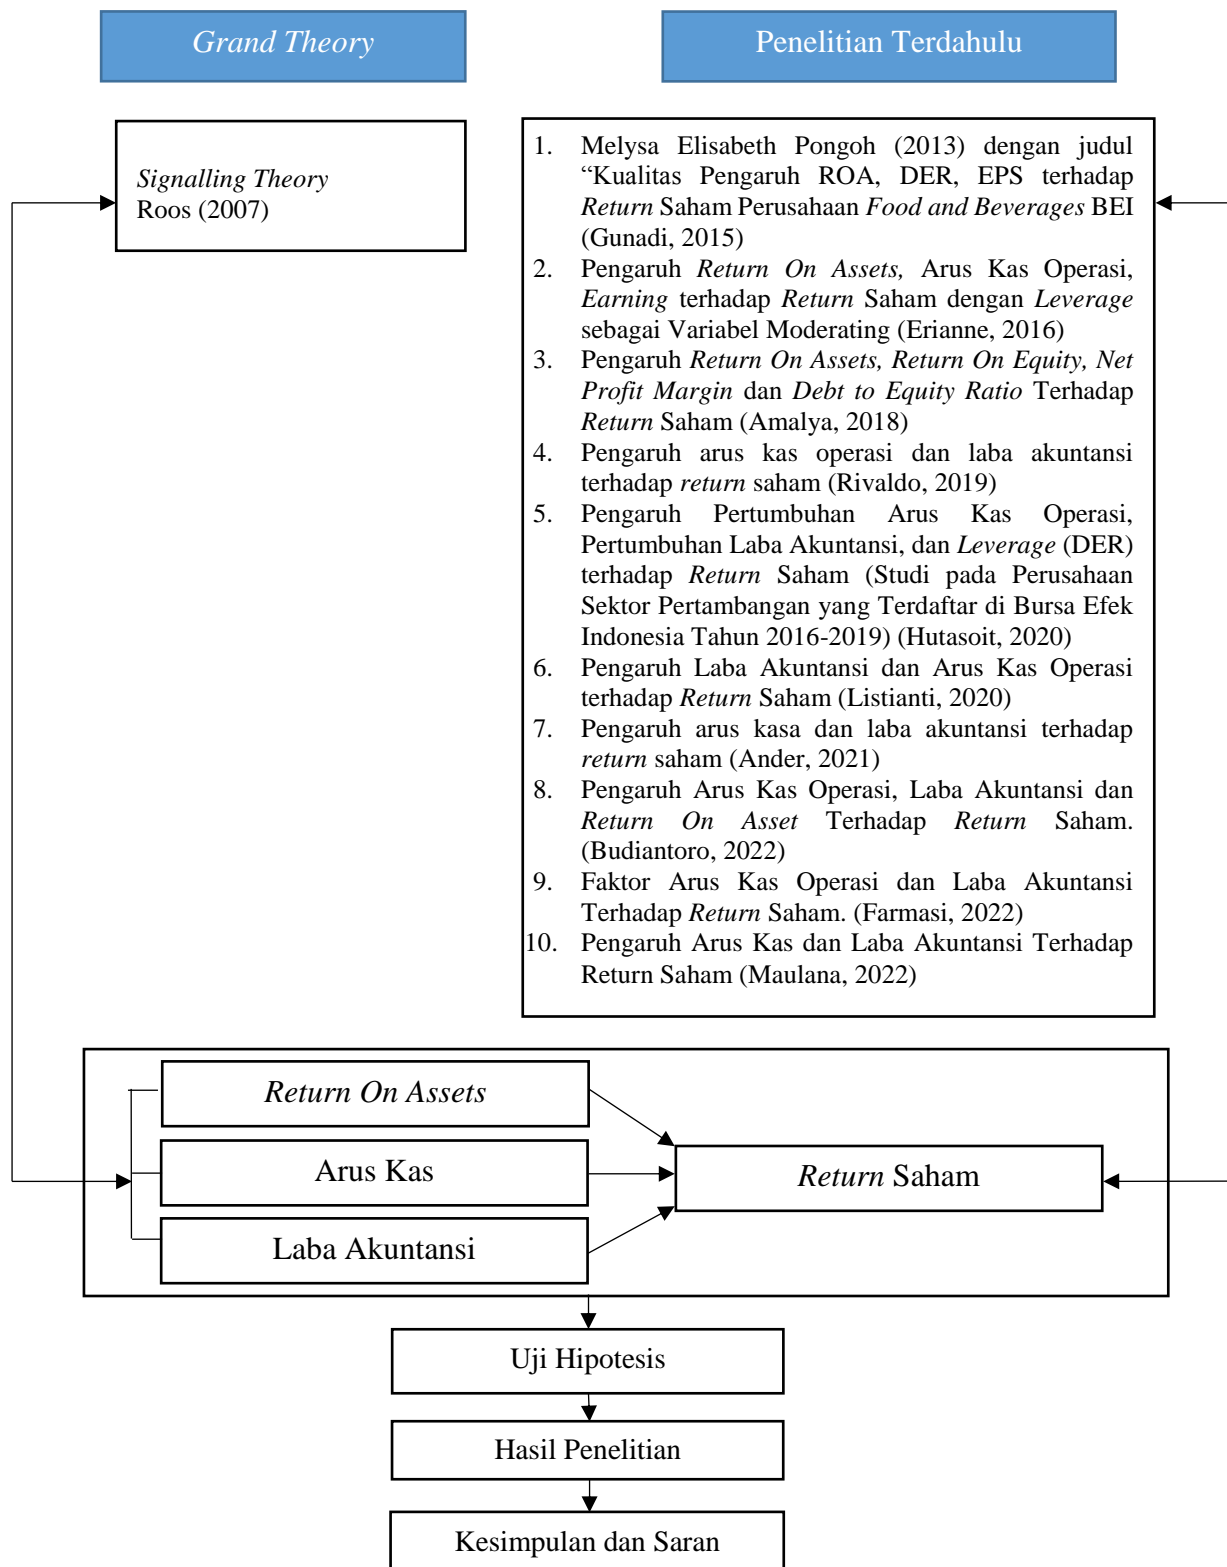 Grand Theory
Penelitian Terdahulu
Signalling Theory
Roos (2007)
1. Melysa Elisabeth Pongoh (2013) dengan judul
“Kualitas Pengaruh ROA, DER, EPS terhadap
Return Saham Perusahaan Food and Beverages BEI
(Gunadi, 2015)
2. Pengaruh Return On Assets, Arus Kas Operasi,
Earning terhadap Return Saham dengan Leverage
sebagai Variabel Moderating (Erianne, 2016)
3. Pengaruh Return On Assets, Return On Equity, Net
Profit Margin dan Debt to Equity Ratio Terhadap
Return Saham (Amalya, 2018)
4. Pengaruh arus kas operasi dan laba akuntansi
terhadap return saham (Rivaldo, 2019)
5. Pengaruh Pertumbuhan Arus Kas Operasi,
Pertumbuhan Laba Akuntansi, dan Leverage (DER)
terhadap Return Saham (Studi pada Perusahaan
Sektor Pertambangan yang Terdaftar di Bursa Efek
Indonesia Tahun 2016-2019) (Hutasoit, 2020)
6. Pengaruh Laba Akuntansi dan Arus Kas Operasi
terhadap Return Saham (Listianti, 2020)
7. Pengaruh arus kasa dan laba akuntansi terhadap
return saham (Ander, 2021)
8. Pengaruh Arus Kas Operasi, Laba Akuntansi dan
Return On Asset Terhadap Return Saham.
(Budiantoro, 2022)
9. Faktor Arus Kas Operasi dan Laba Akuntansi
Terhadap Return Saham. (Farmasi, 2022)
10. Pengaruh Arus Kas dan Laba Akuntansi Terhadap
Return Saham (Maulana, 2022)
Return On Assets
Arus Kas
Laba Akuntansi
Return Saham
Uji Hipotesis
Hasil Penelitian
Kesimpulan dan Saran